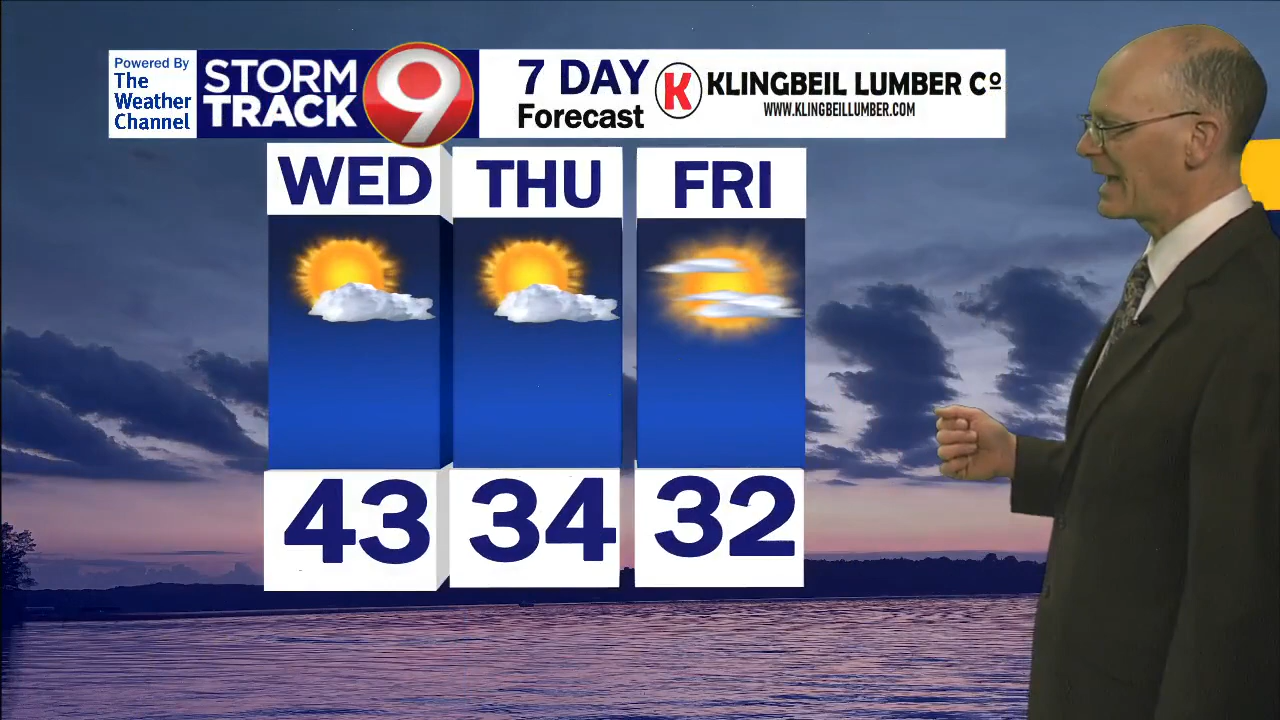 Powered By
The
Weather
Channel
STORM
TRACK
9
7 DAY
Forecast
K
KLINGBEIL LUMBER Cº
WWW.KLINGBEILLUMBER.COM
WED THU FRI
43 34 32